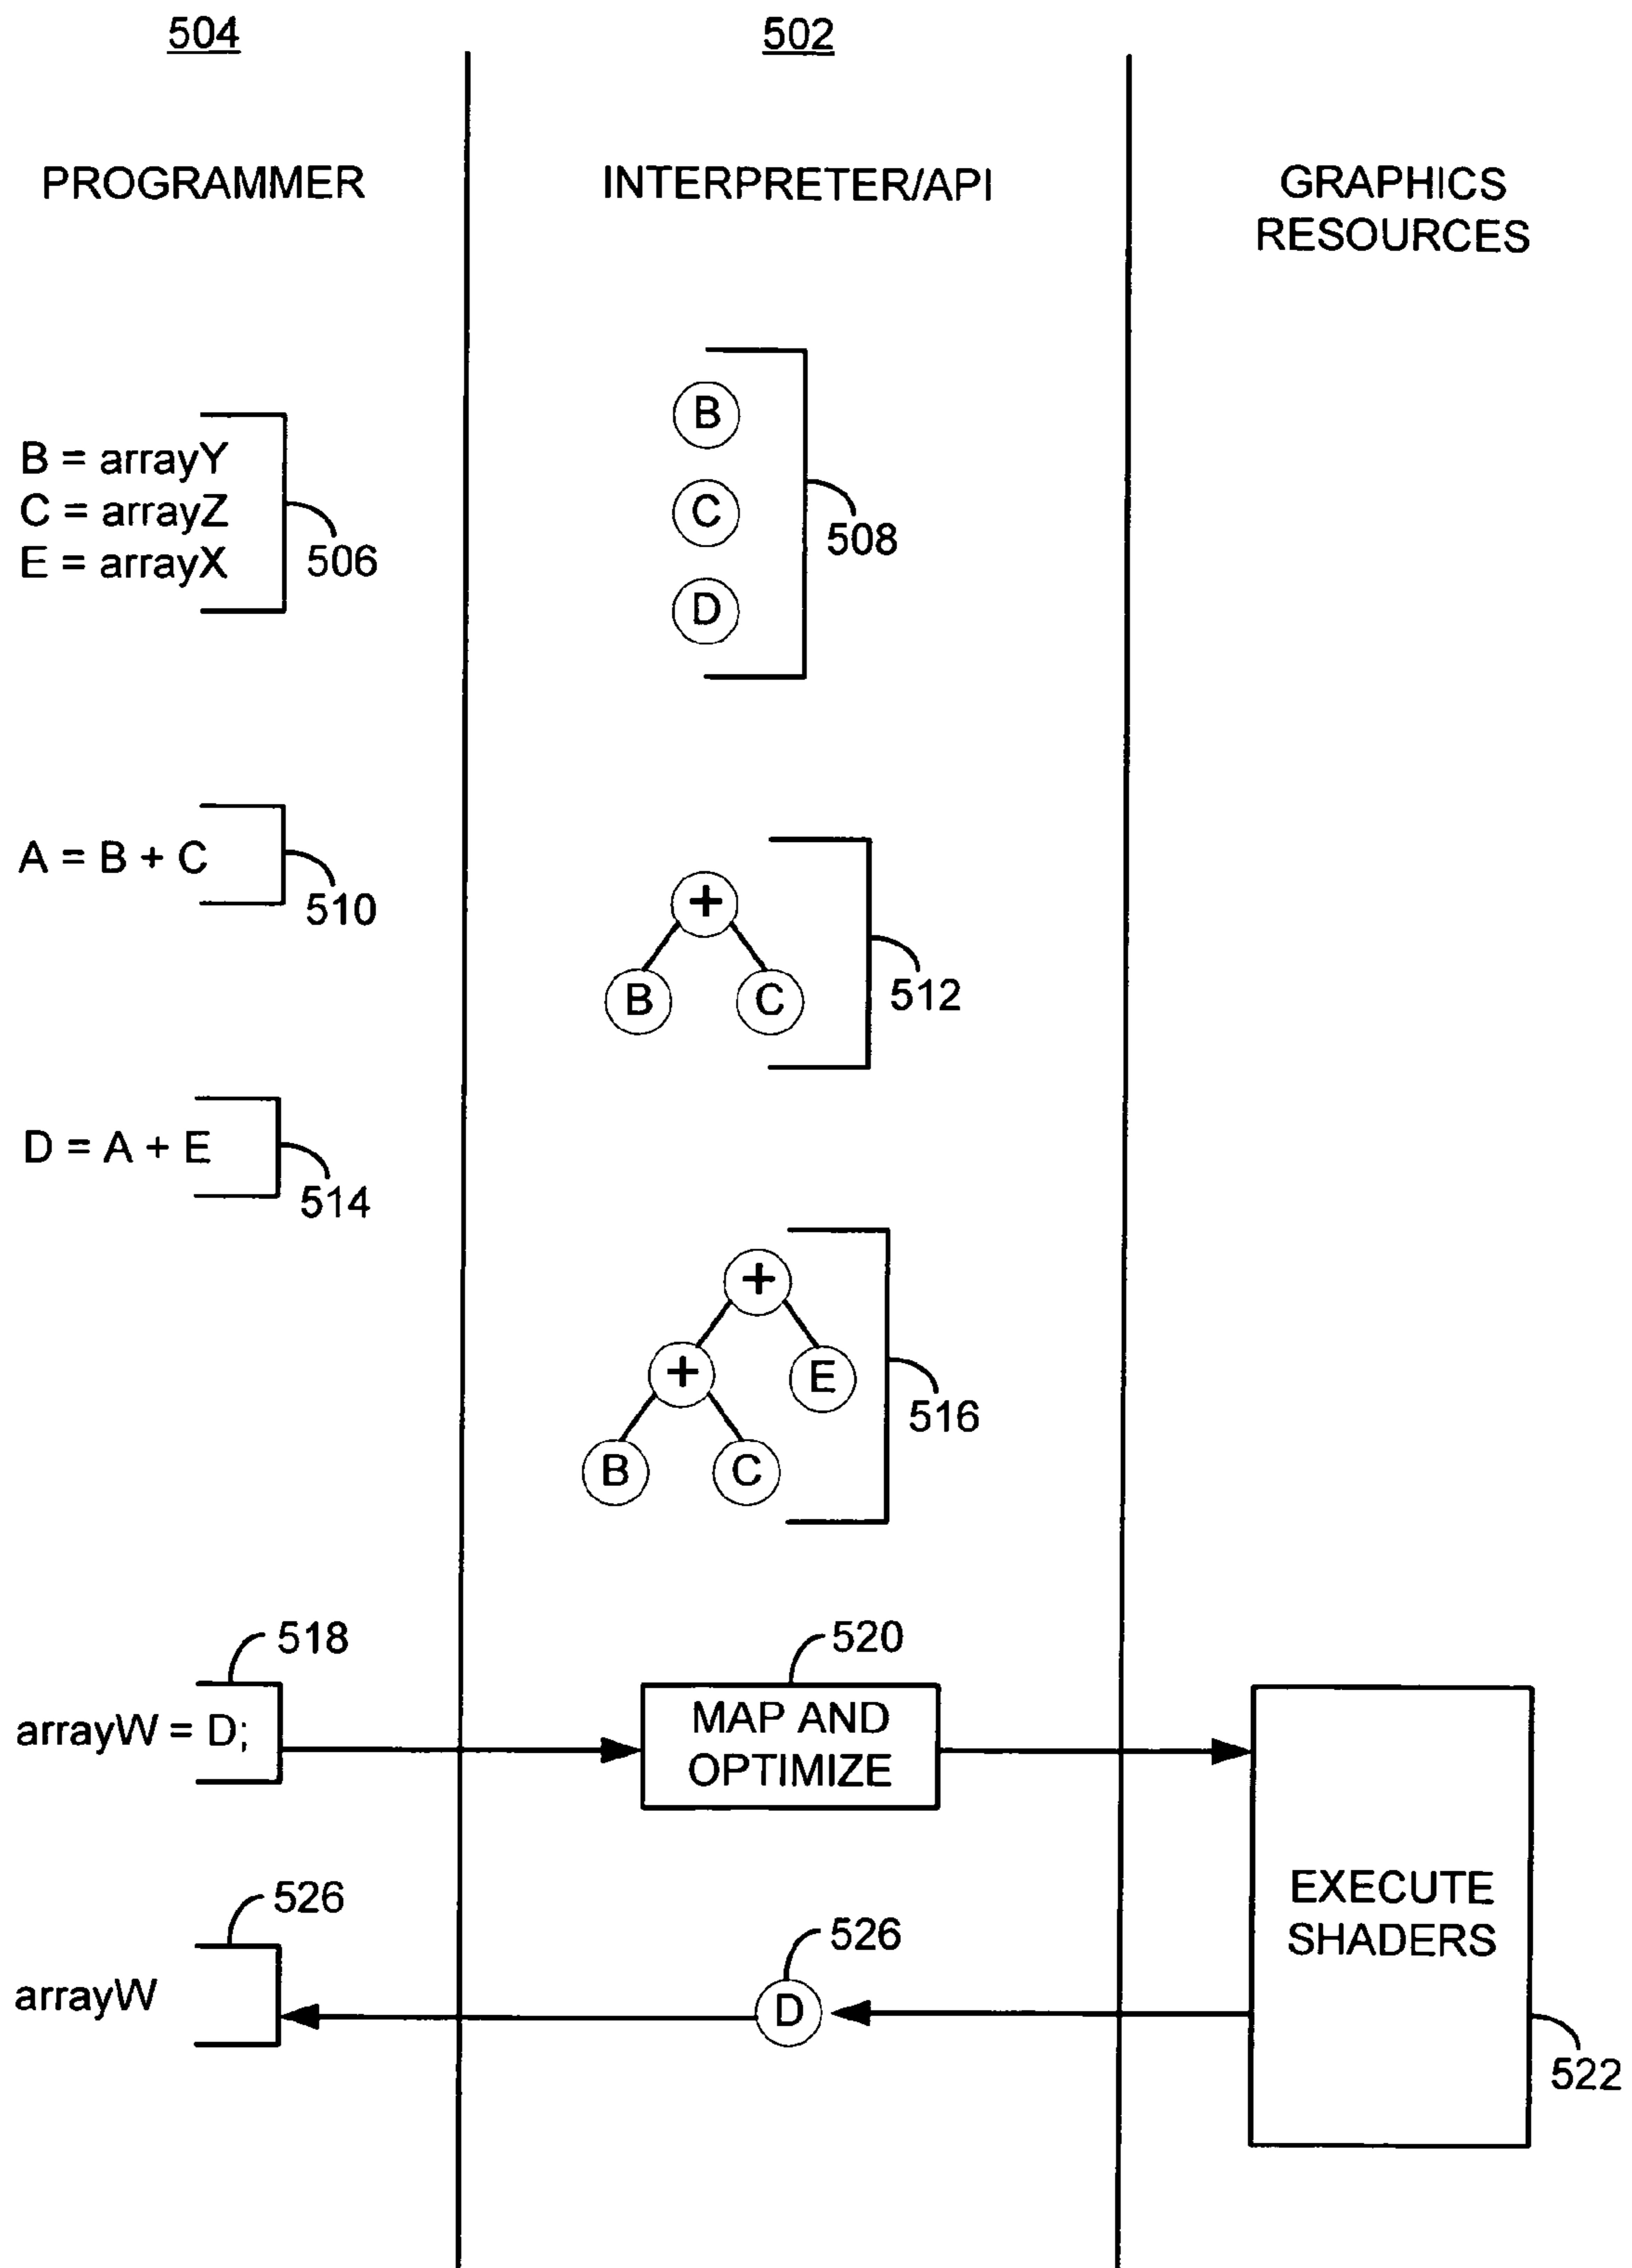 504
502
PROGRAMMER
INTERPRETER/API
GRAPHICS
RESOURCES
B = arrayY
C = arrayZ
E = arrayX
506
B
C
D
508
A = B + C
510
+
B
C
512
D = A + E
514
+
+
E
B
C
516
arrayW = D;
518
MAP AND
OPTIMIZE
520
EXECUTE
SHADERS
522
arrayW
526
D
526